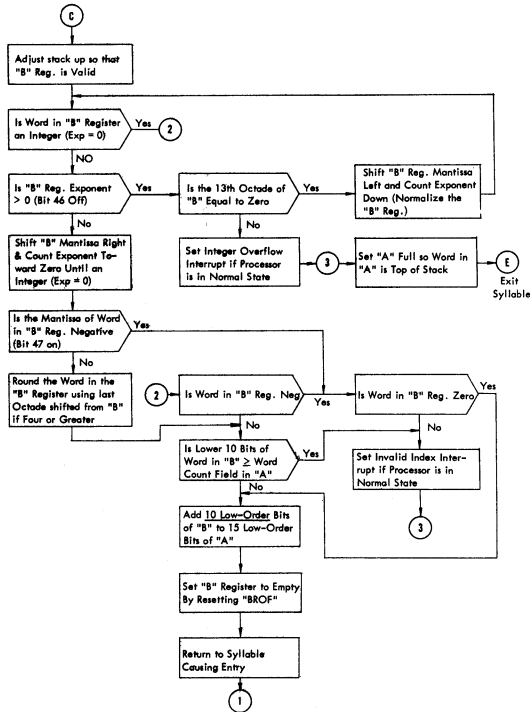 C
Adjust stack up so that
"B" Reg. is Valid
Is Word in "B" Register
an Integer (Exp = 0)
Yes
2
NO
Is "B" Reg. Exponent
> 0 (Bit 46 Off)
Yes
Is the 13th Octade of
"B" Equal to Zero
Yes
Shift "B" Reg. Mantissa
Left and Count Exponent
Down (Normalize the
"B" Reg.)
No
No
Shift "B" Mantissa Right
& Count Exponent To-
ward Zero Until an
Integer (Exp = 0)
Set Integer Overflow
Interrupt if Processor
is in Normal State
3
Set "A" Full so Word in
"A" is Top of Stack
E
Exit
Syllable
Is the Mantissa of Word
in "B" Reg. Negative
(Bit 47 on)
Yes
No
Round the Word in the
"B" Register using last
Octade shifted from "B"
if Four or Greater
2
Is Word in "B" Reg. Neg
Yes
Is Word in "B" Reg. Zero
Yes
No
No
Is Lower 10 Bits of
Word in "B" ≥ Word
Count Field in "A"
Yes
Set Invalid Index Inter-
rupt if Processor is in
Normal State
No
3
Add 10 Low-Order Bits
of "B" to 15 Low-Order
Bits of "A"
Set "B" Register to Empty
By Resetting "BROF"
Return to Syllable
Causing Entry
1